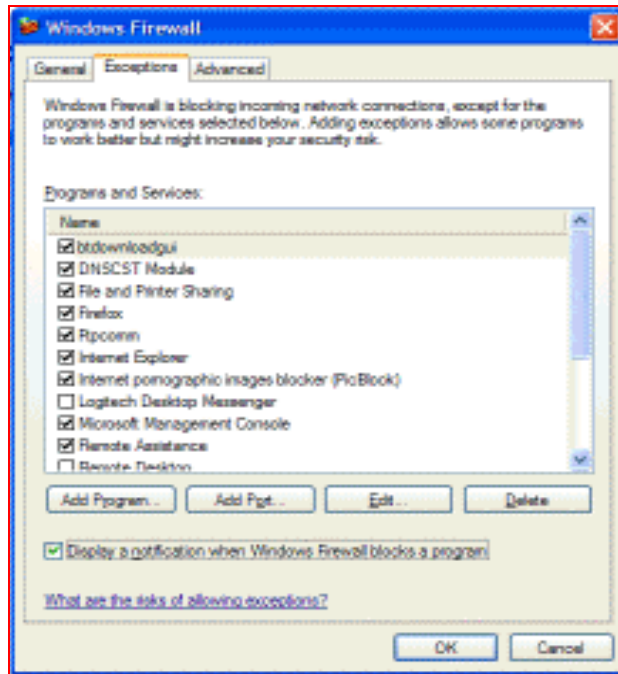 Windows Firewall
General Exceptions Advanced
Windows Firewall is blocking incoming network connections, except for the
programs and services selected below. Adding exceptions allows some programs
to work better but might increase your security risk.
Programs and Services:
Name
btdownloadgui
DNSCST Module
File and Printer Sharing
Firefox
Internet Explorer
Internet pornographic images blocker (PicBlock)
Logitech Desktop Messenger
Microsoft Management Console
Remote Assistance
Remote Desktop
Add Program... Add Port... Edit... Delete
Display a notification when Windows Firewall blocks a program
What are the risks of allowing exceptions?
OK Cancel